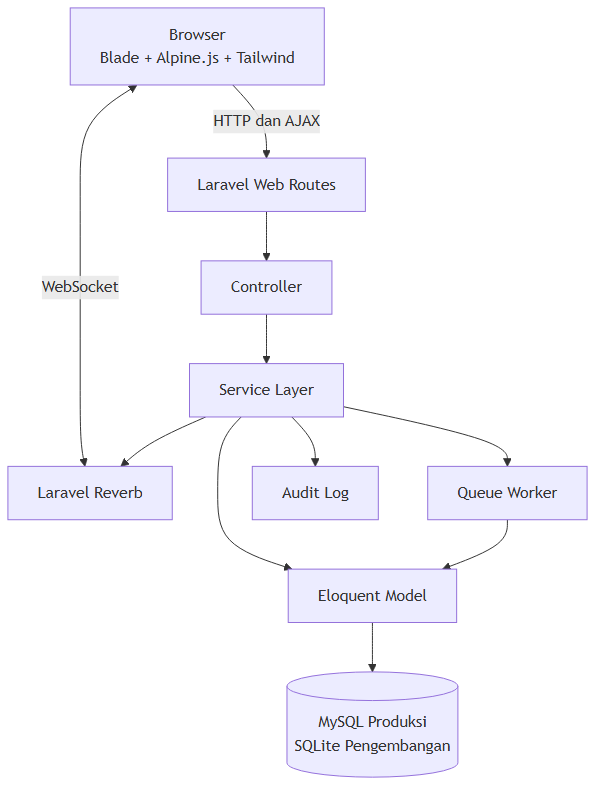 Browser
Blade + Alpine.js + Tailwind
HTTP dan AJAX
Laravel Web Routes
Controller
WebSocket
Service Layer
Laravel Reverb
Audit Log
Queue Worker
Eloquent Model
MySQL Produksi
SQLite Pengembangan